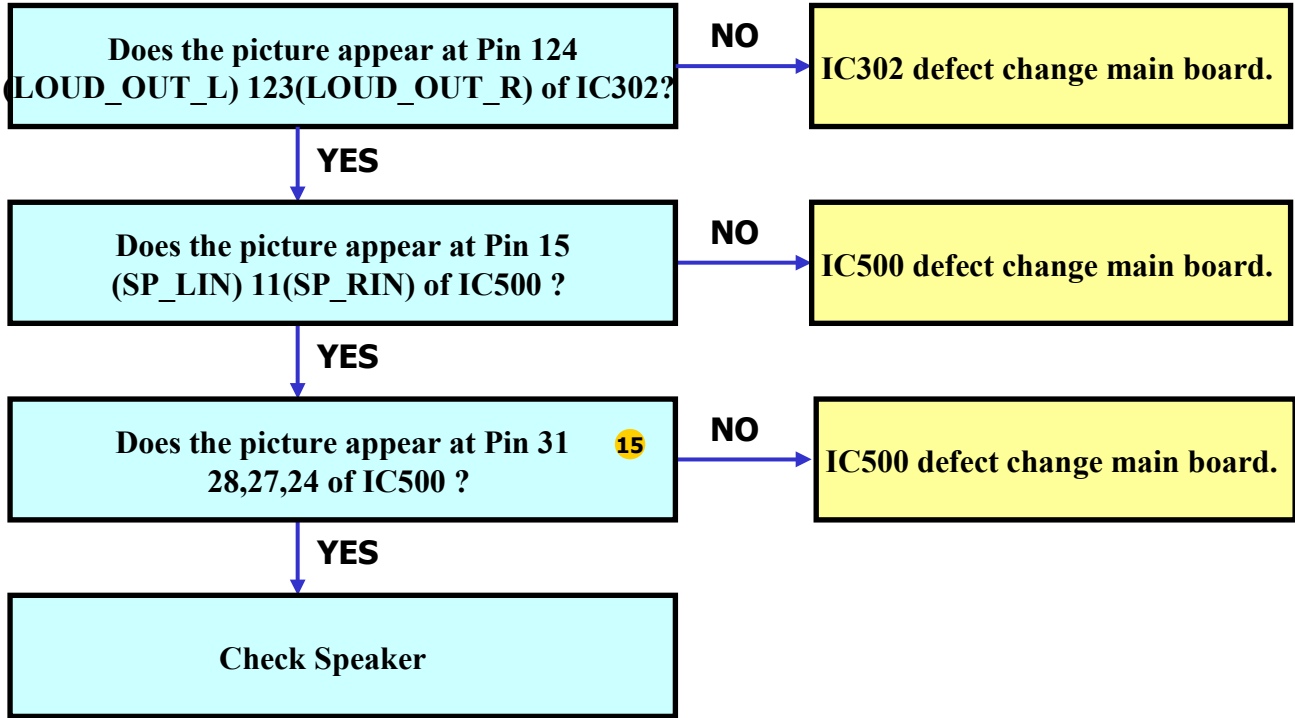 Does the picture appear at Pin 124
(LOUD_OUT_L) 123(LOUD_OUT_R) of IC302?
NO
IC302 defect change main board.
YES
Does the picture appear at Pin 15
(SP_LIN) 11(SP_RIN) of IC500 ?
NO
IC500 defect change main board.
YES
Does the picture appear at Pin 31
28,27,24 of IC500 ?
15
NO
IC500 defect change main board.
YES
Check Speaker